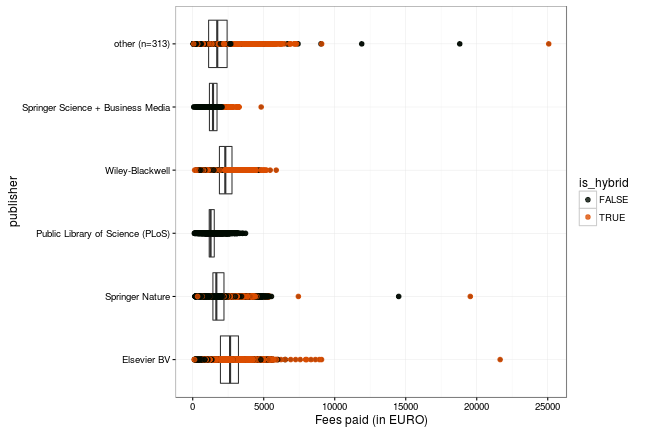 publisher
other (n=313)
Springer Science + Business Media
Wiley-Blackwell
Public Library of Science (PLoS)
Springer Nature
Elsevier BV
0 5000 10000 15000 20000 25000
Fees paid (in EURO)
is_hybrid
FALSE
TRUE